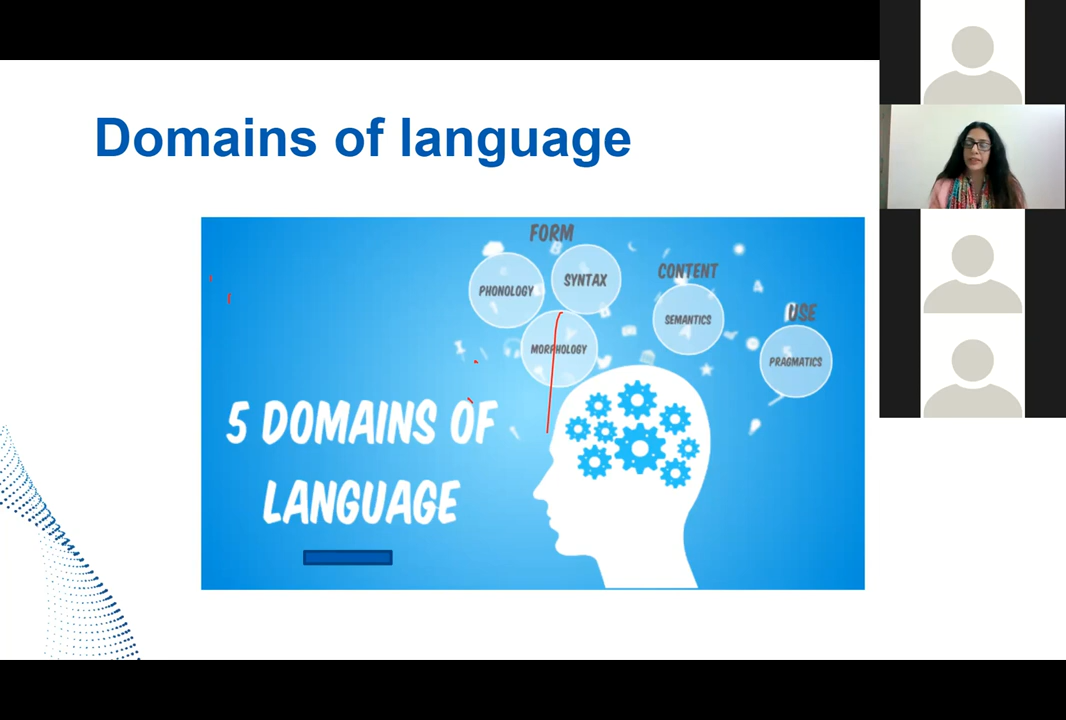 Domains of language
FORM
PHONOLOGY
SYNTAX
MORPHOLOGY
CONTENT
SEMANTICS
USE
PRAGMATICS
5 DOMAINS OF
LANGUAGE